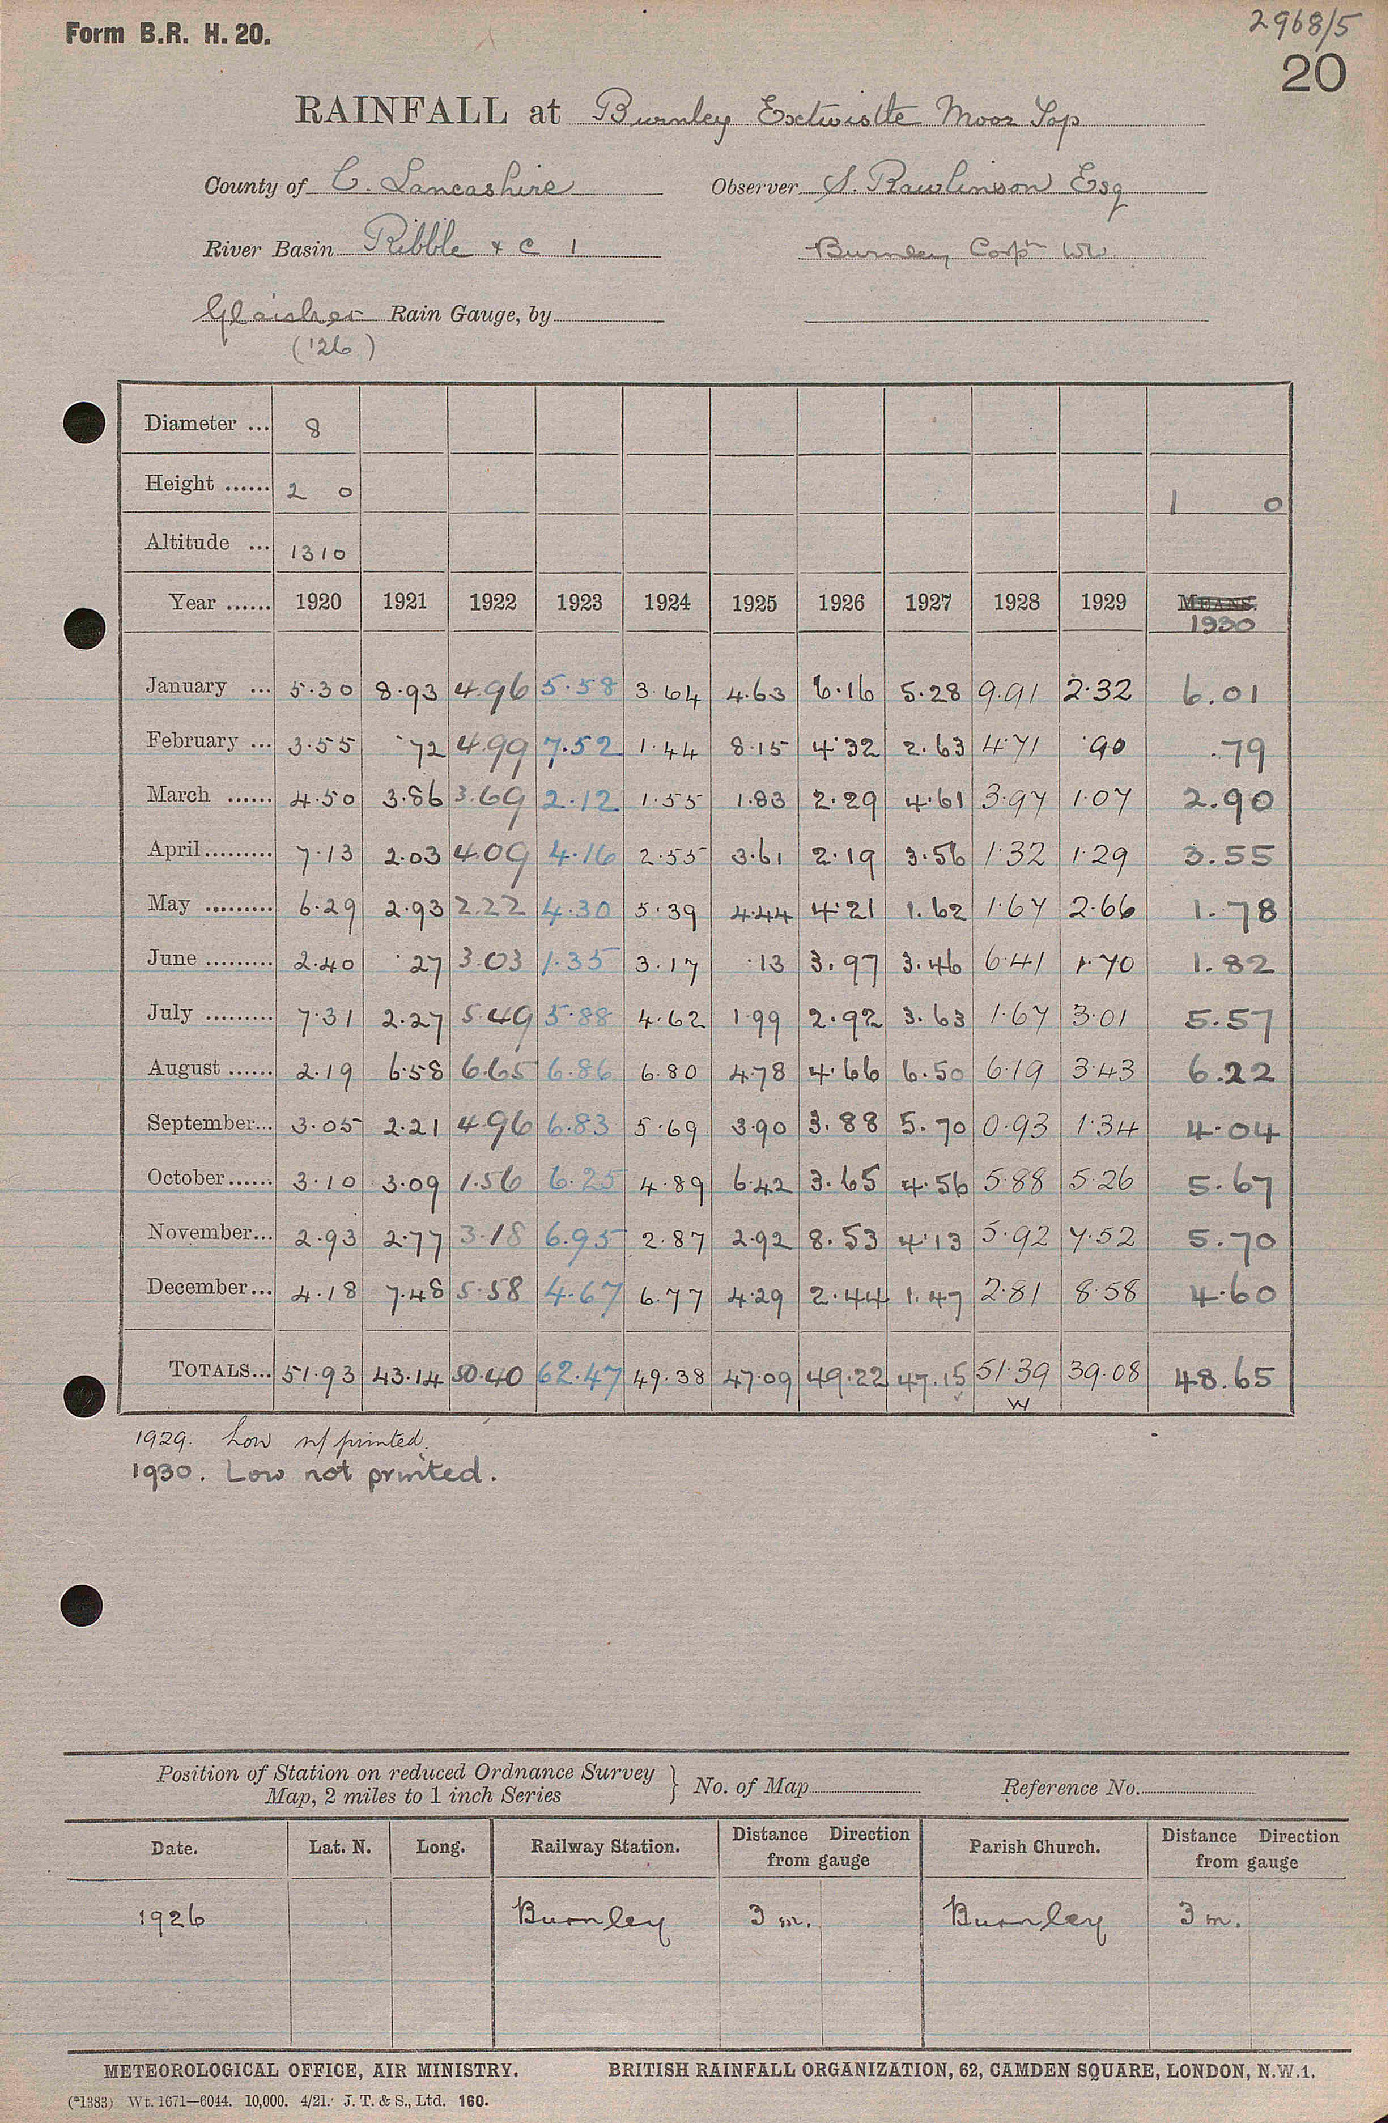 Form B.R. H. 20.
2968/5
20
RAINFALL at Burnley Extwistle Moor Top
County of C. Lancashire Observer S. Rawlinson Esq
River Basin Ribble & C 1 Burnley Corpn WW.
Glaisher Rain Gauge, by
('26)
Diameter ... 8
Height ...... 2 0 1 0
Altitude ... 1310
Year ...... 1920 1921 1922 1923 1924 1925 1926 1927 1928 1929 MEANS.
1930
January ... 5.30 8.93 4.96 5.58 3.64 4.63 6.16 5.28 9.91 2.32 6.01
February ... 3.55 .72 4.99 7.52 1.44 8.15 4.32 2.63 4.71 .90 .79
March ...... 4.50 3.86 3.69 2.12 1.55 1.83 2.29 4.61 3.97 1.07 2.90
April......... 7.13 2.03 4.09 4.16 2.55 3.61 2.19 3.56 1.32 1.29 3.55
May ......... 6.29 2.93 2.22 4.30 5.39 4.44 4.21 1.62 1.67 2.66 1.78
June ......... 2.40 .27 3.03 1.35 3.17 .13 3.97 3.46 6.41 1.70 1.82
July ......... 7.31 2.27 5.49 5.88 4.62 1.99 2.92 3.63 1.67 3.01 5.57
August ...... 2.19 6.58 6.65 6.86 6.80 4.78 4.66 6.50 6.19 3.43 6.22
September... 3.05 2.21 4.96 6.83 5.69 3.90 3.88 5.70 0.93 1.34 4.04
October...... 3.10 3.09 1.56 6.25 4.89 6.42 3.65 4.56 5.88 5.26 5.67
November... 2.93 2.77 3.18 6.95 2.87 2.92 8.53 4.13 5.92 7.52 5.70
December... 4.18 7.48 5.58 4.67 6.77 4.29 2.44 1.47 2.81 8.58 4.60
TOTALS... 51.93 43.14 50.40 62.47 49.38 47.09 49.22 47.15 51.39 39.08 48.65
W
1929. Low n/ printed.
1930. Low not printed.
Position of Station on reduced Ordnance Survey
Map, 2 miles to 1 inch Series } No. of Map Reference No.
Date. Lat. N. Long. Railway Station. Distance Direction from gauge Parish Church. Distance Direction from gauge
1926 Burnley 3 m. Burnley 3 m.
METEOROLOGICAL OFFICE, AIR MINISTRY. BRITISH RAINFALL ORGANIZATION, 62, CAMDEN SQUARE, LONDON, N.W.1.
(*1383) Wt. 1671—6044. 10,000. 4/21. J. T. & S., Ltd. 160.